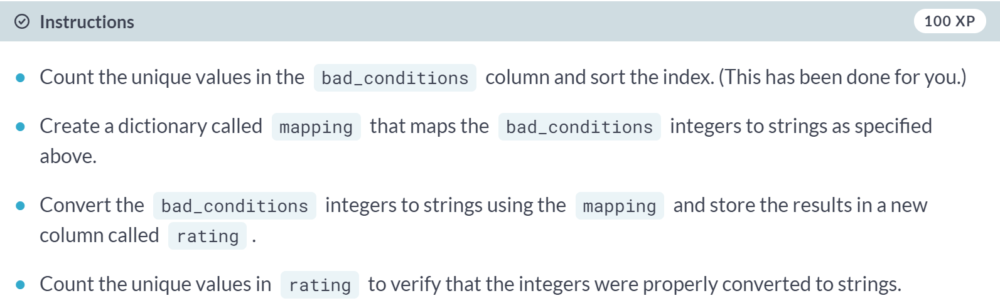 Instructions
100 XP
Count the unique values in the bad_conditions column and sort the index. (This has been done for you.)
Create a dictionary called mapping that maps the bad_conditions integers to strings as specified
above.
Convert the bad_conditions integers to strings using the mapping and store the results in a new
column called rating .
Count the unique values in rating to verify that the integers were properly converted to strings.